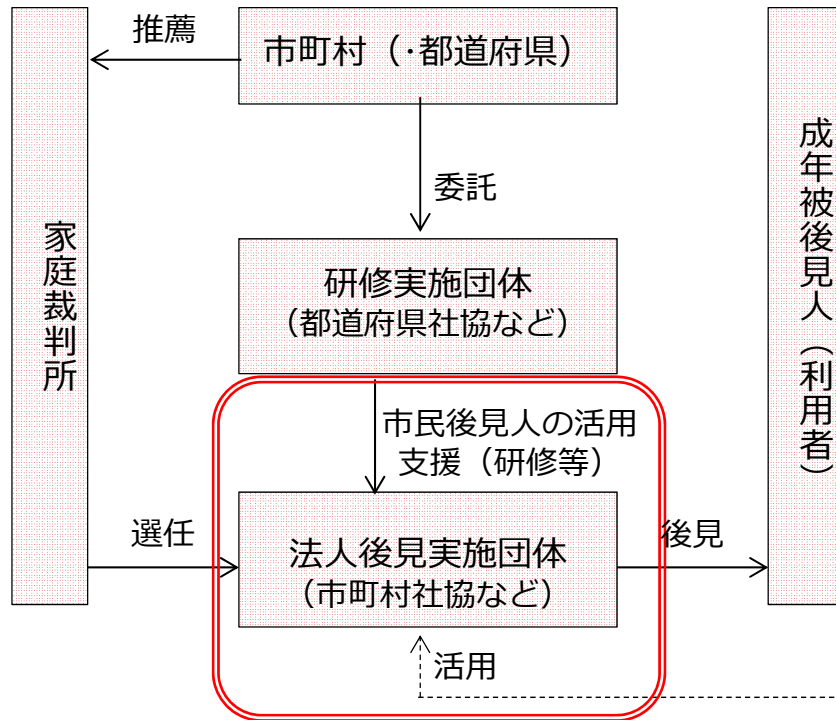 推薦
市町村（・都道府県）
委託
家庭裁判所
成年被後見人（利用者）
研修実施団体
（都道府県社協など）
市民後見人の活用
支援（研修等）
選任
法人後見実施団体
（市町村社協など）
後見
活用